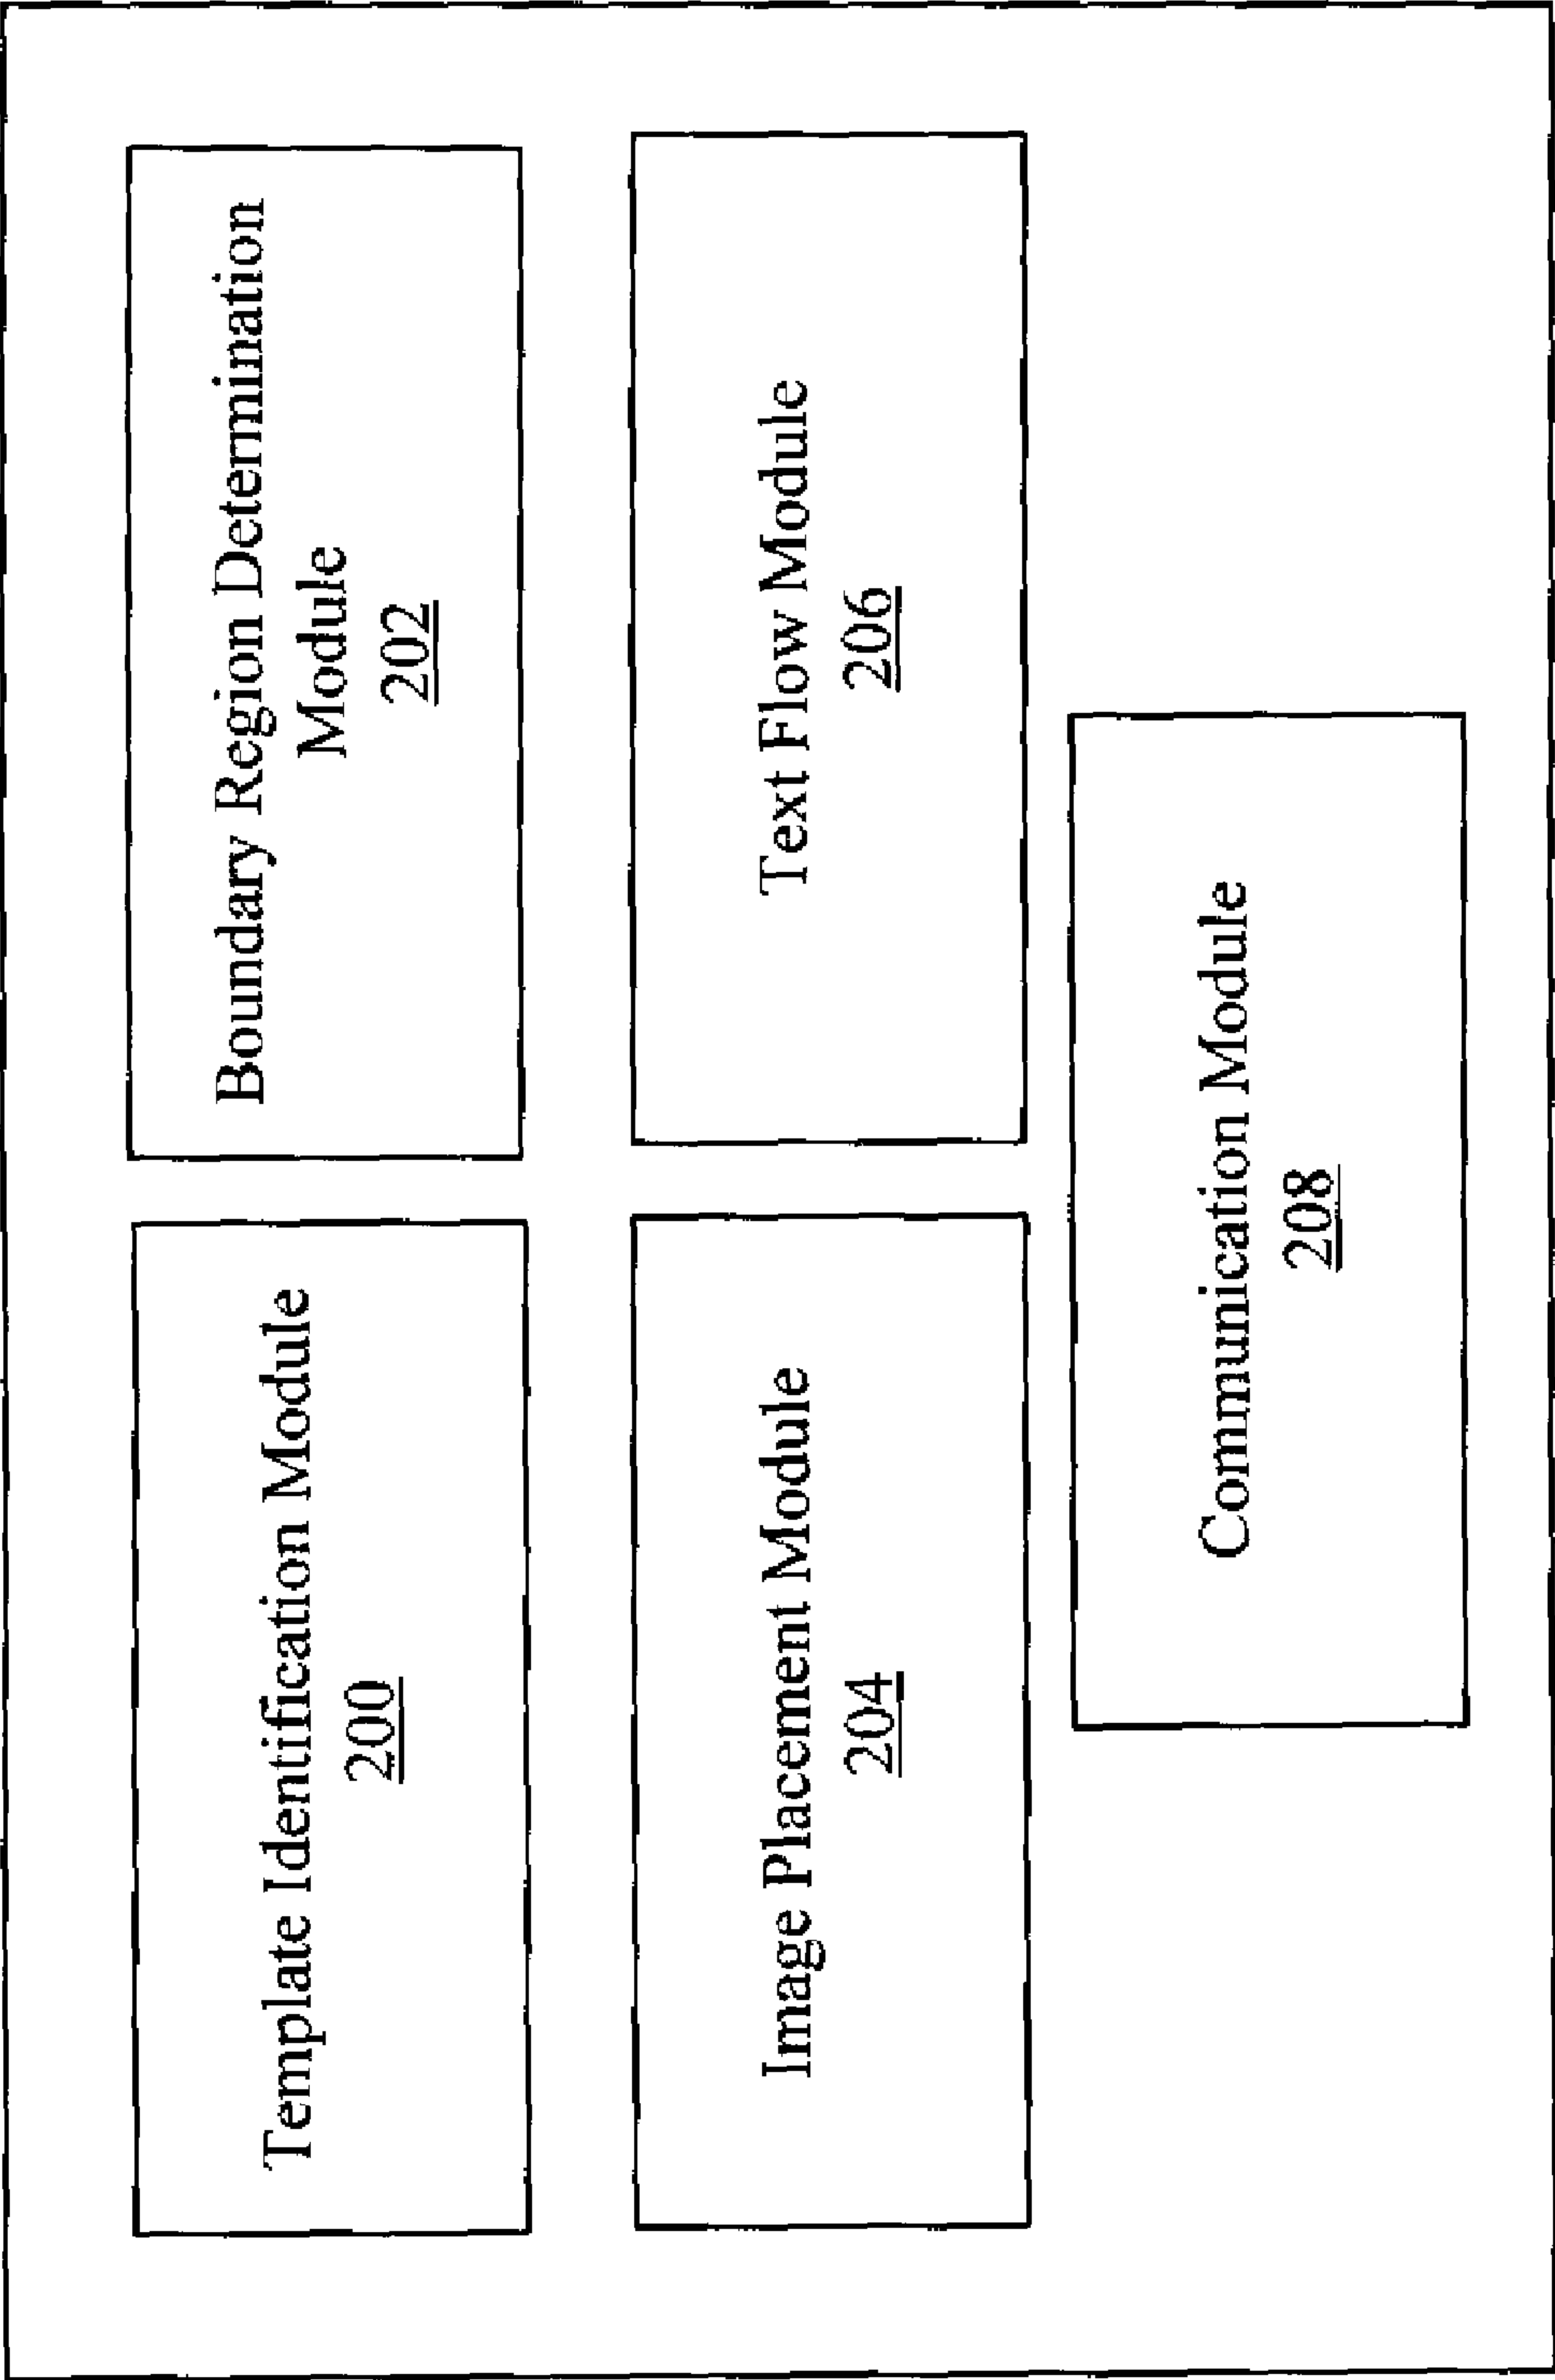 Template Identification Module
200
Boundary Region Determination
Module
202
Image Placement Module
204
Text Flow Module
206
Communication Module
208